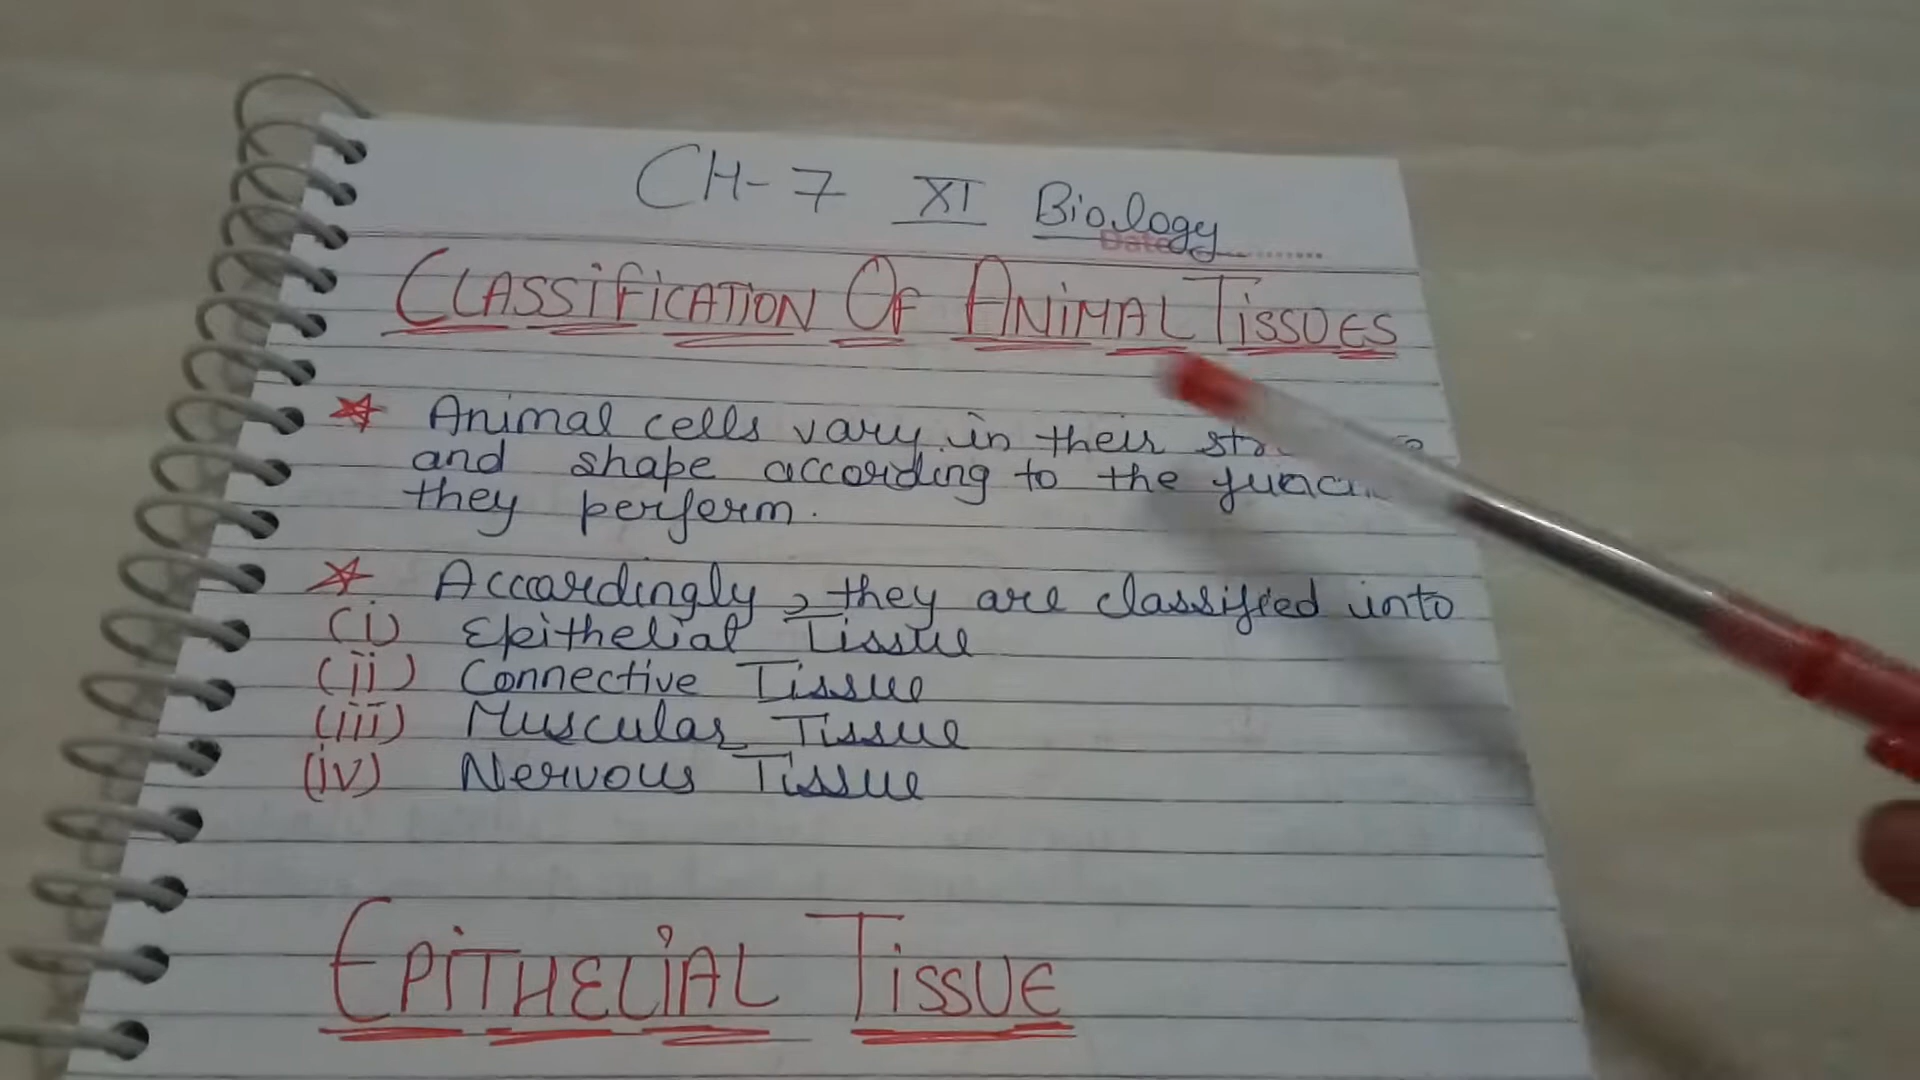 CH-7 XI Biology
Date
CLASSIFICATION OF ANIMAL TISSUES
Animal cells vary in their
and shape according to the
they perform.
Accordingly, they are classified into
(i) Epithelial Tissue
(ii) Connective Tissue
(iii) Muscular Tissue
(iv) Nervous Tissue
EPITHELIAL TISSUE